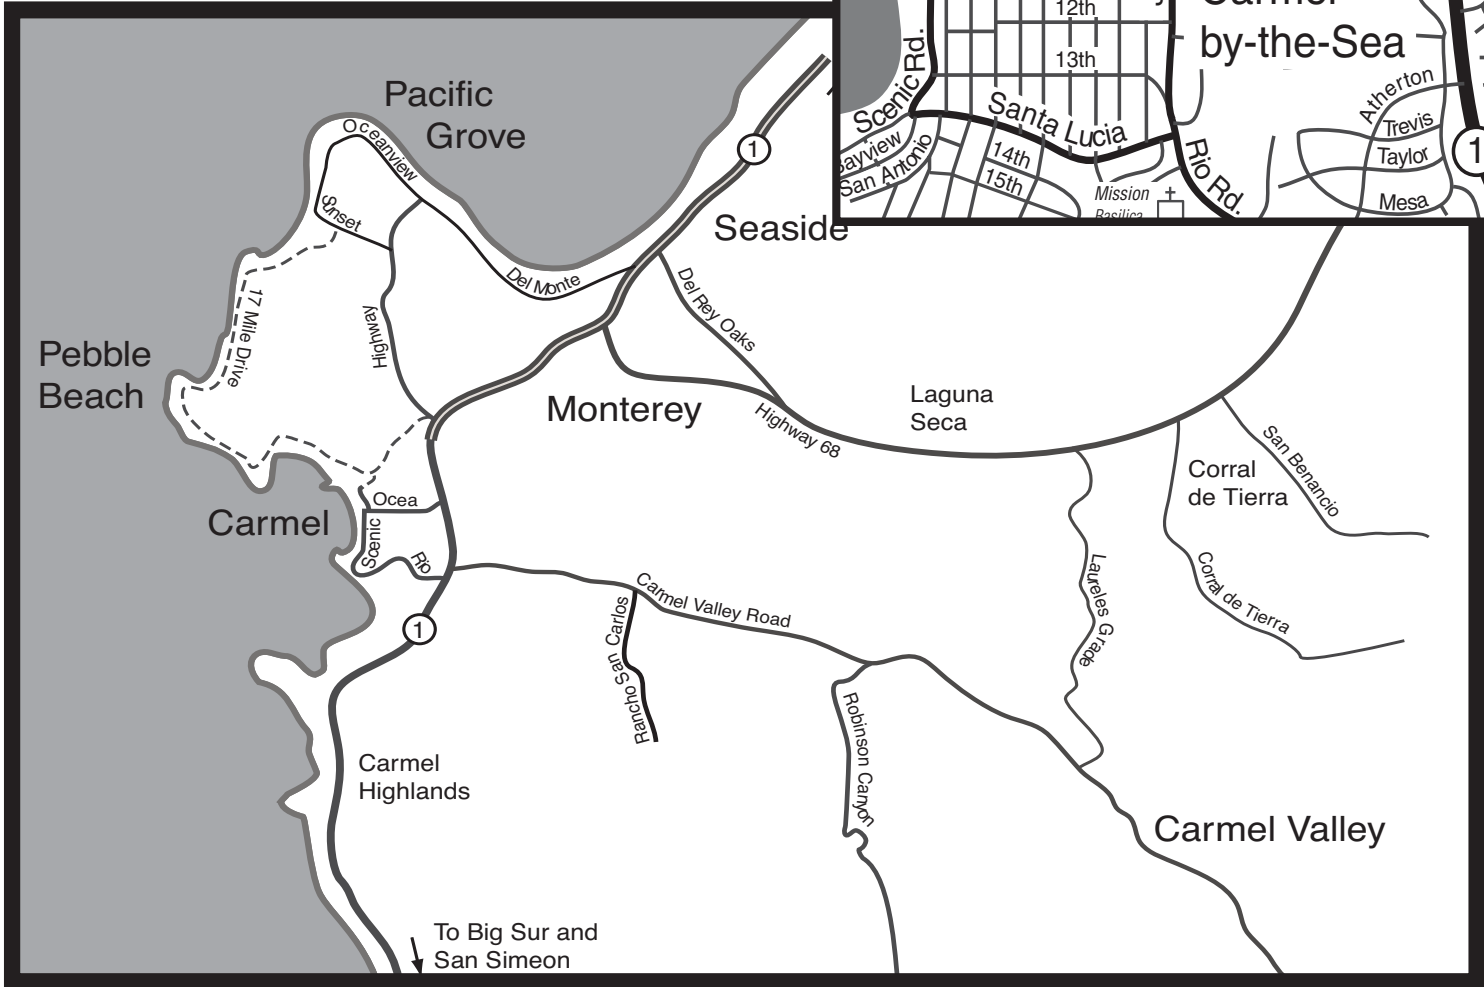 12th
by-the-Sea
13th
Scenic Rd.
Santa Lucia
Atherton
Trevis
Taylor
Mesa
1
San Antonio
14th
15th
Rio Rd.
Mission
Pacific
Grove
Oceanview
1
Sunset
Seaside
Del Monte
Del Rey Oaks
17 Mile Drive
Highway
Pebble
Beach
Monterey
Highway 68
Laguna
Seca
Corral
de Tierra
San Benancio
Carmel
Ocea
Scenic
Rio
Carmel Valley Road
Laureles Grade
Corral de Tierra
1
Rancho San Carlos
Robinson Canyon
Carmel
Highlands
Carmel Valley
To Big Sur and
San Simeon